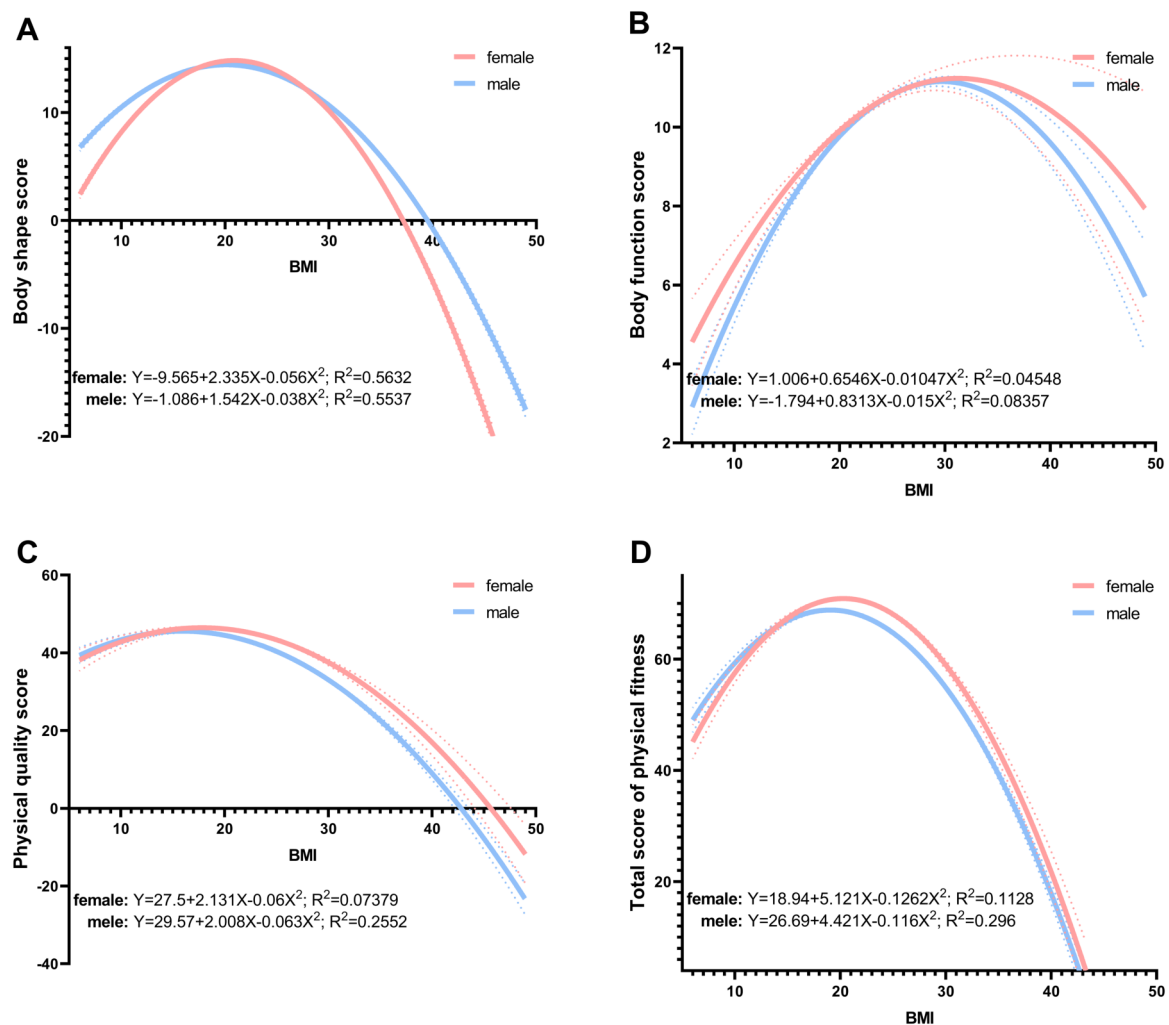 A
female
male
10
0
-10
-20
10
20
30
40
50
BMI
Body shape score
female: Y=-9.565+2.335X-0.056X²; R²=0.5632
mele: Y=-1.086+1.542X-0.038X²; R²=0.5537
B
female
male
12
10
8
6
4
2
10
20
30
40
50
BMI
Body function score
female: Y=1.006+0.6546X-0.01047X²; R²=0.04548
mele: Y=-1.794+0.8313X-0.015X²; R²=0.08357
C
female
male
60
40
20
0
-20
-40
10
20
30
40
50
BMI
Physical quality score
female: Y=27.5+2.131X-0.06X²; R²=0.07379
mele: Y=29.57+2.008X-0.063X²; R²=0.2552
D
female
male
60
40
20
10
20
30
40
50
BMI
Total score of physical fitness
female: Y=18.94+5.121X-0.1262X²; R²=0.1128
mele: Y=26.69+4.421X-0.116X²; R²=0.296